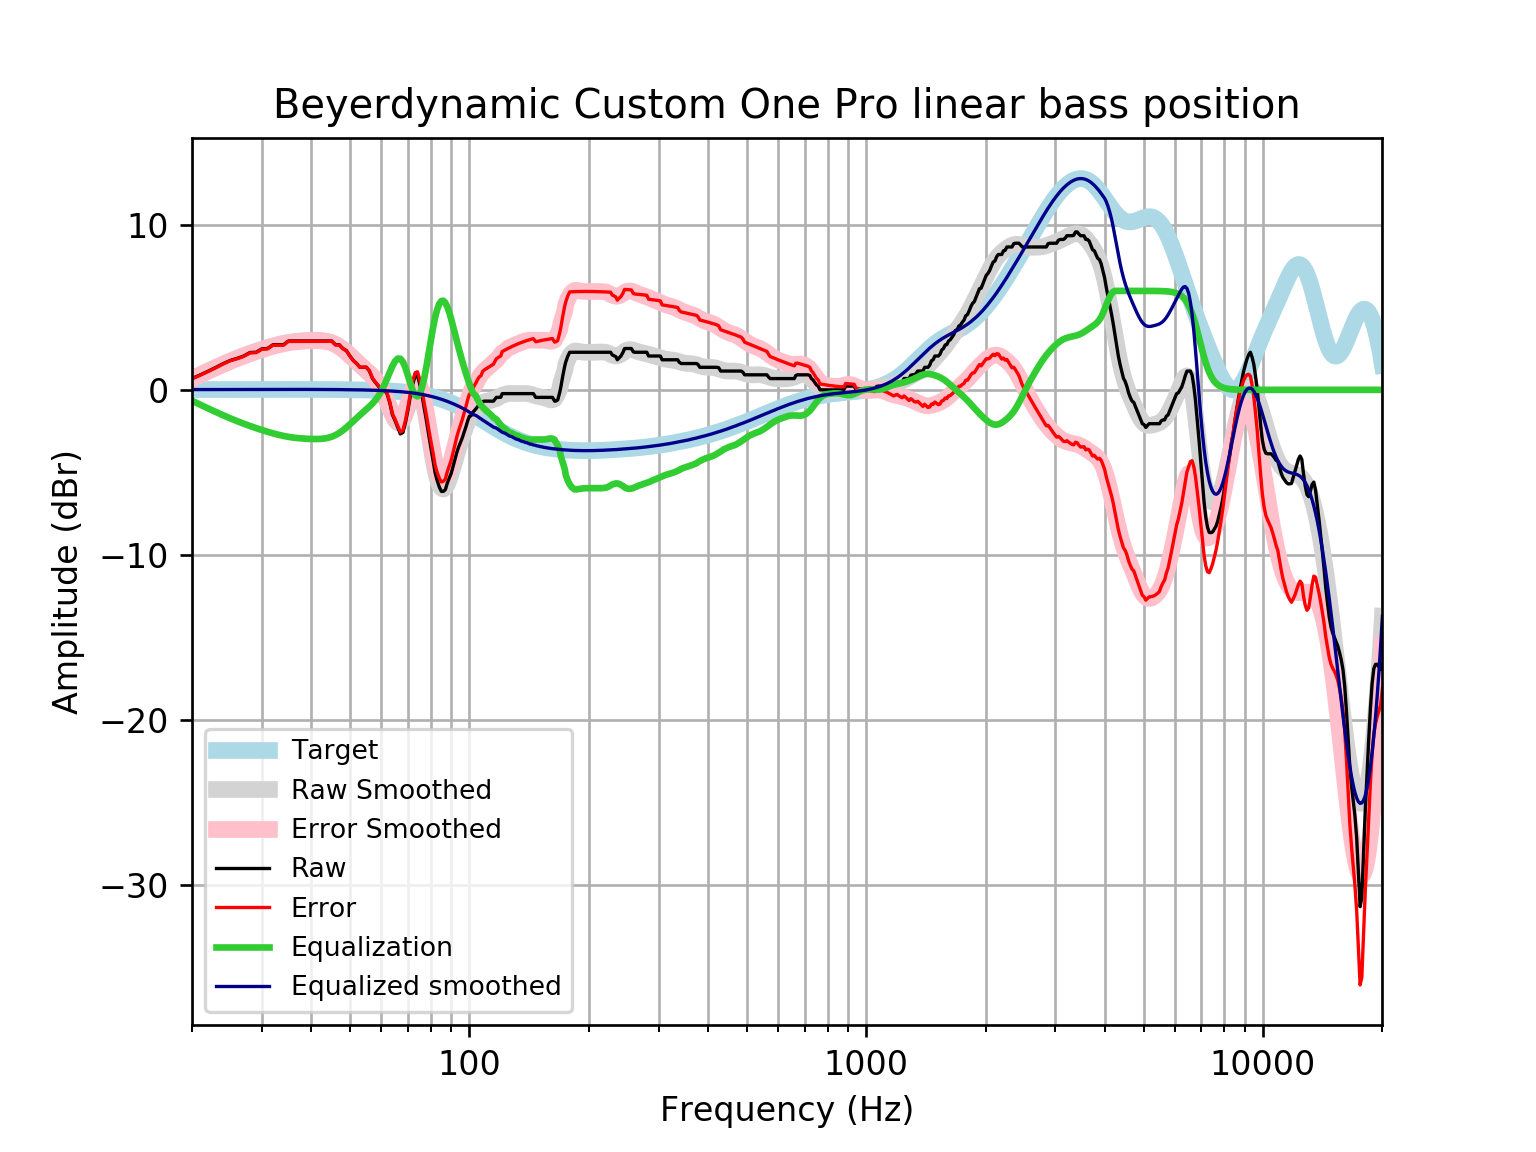 Beyerdynamic Custom One Pro linear bass position
10
0
−10
−20
−30
Amplitude (dBr)
Target
Raw Smoothed
Error Smoothed
Raw
Error
Equalization
Equalized smoothed
100 1000 10000
Frequency (Hz)